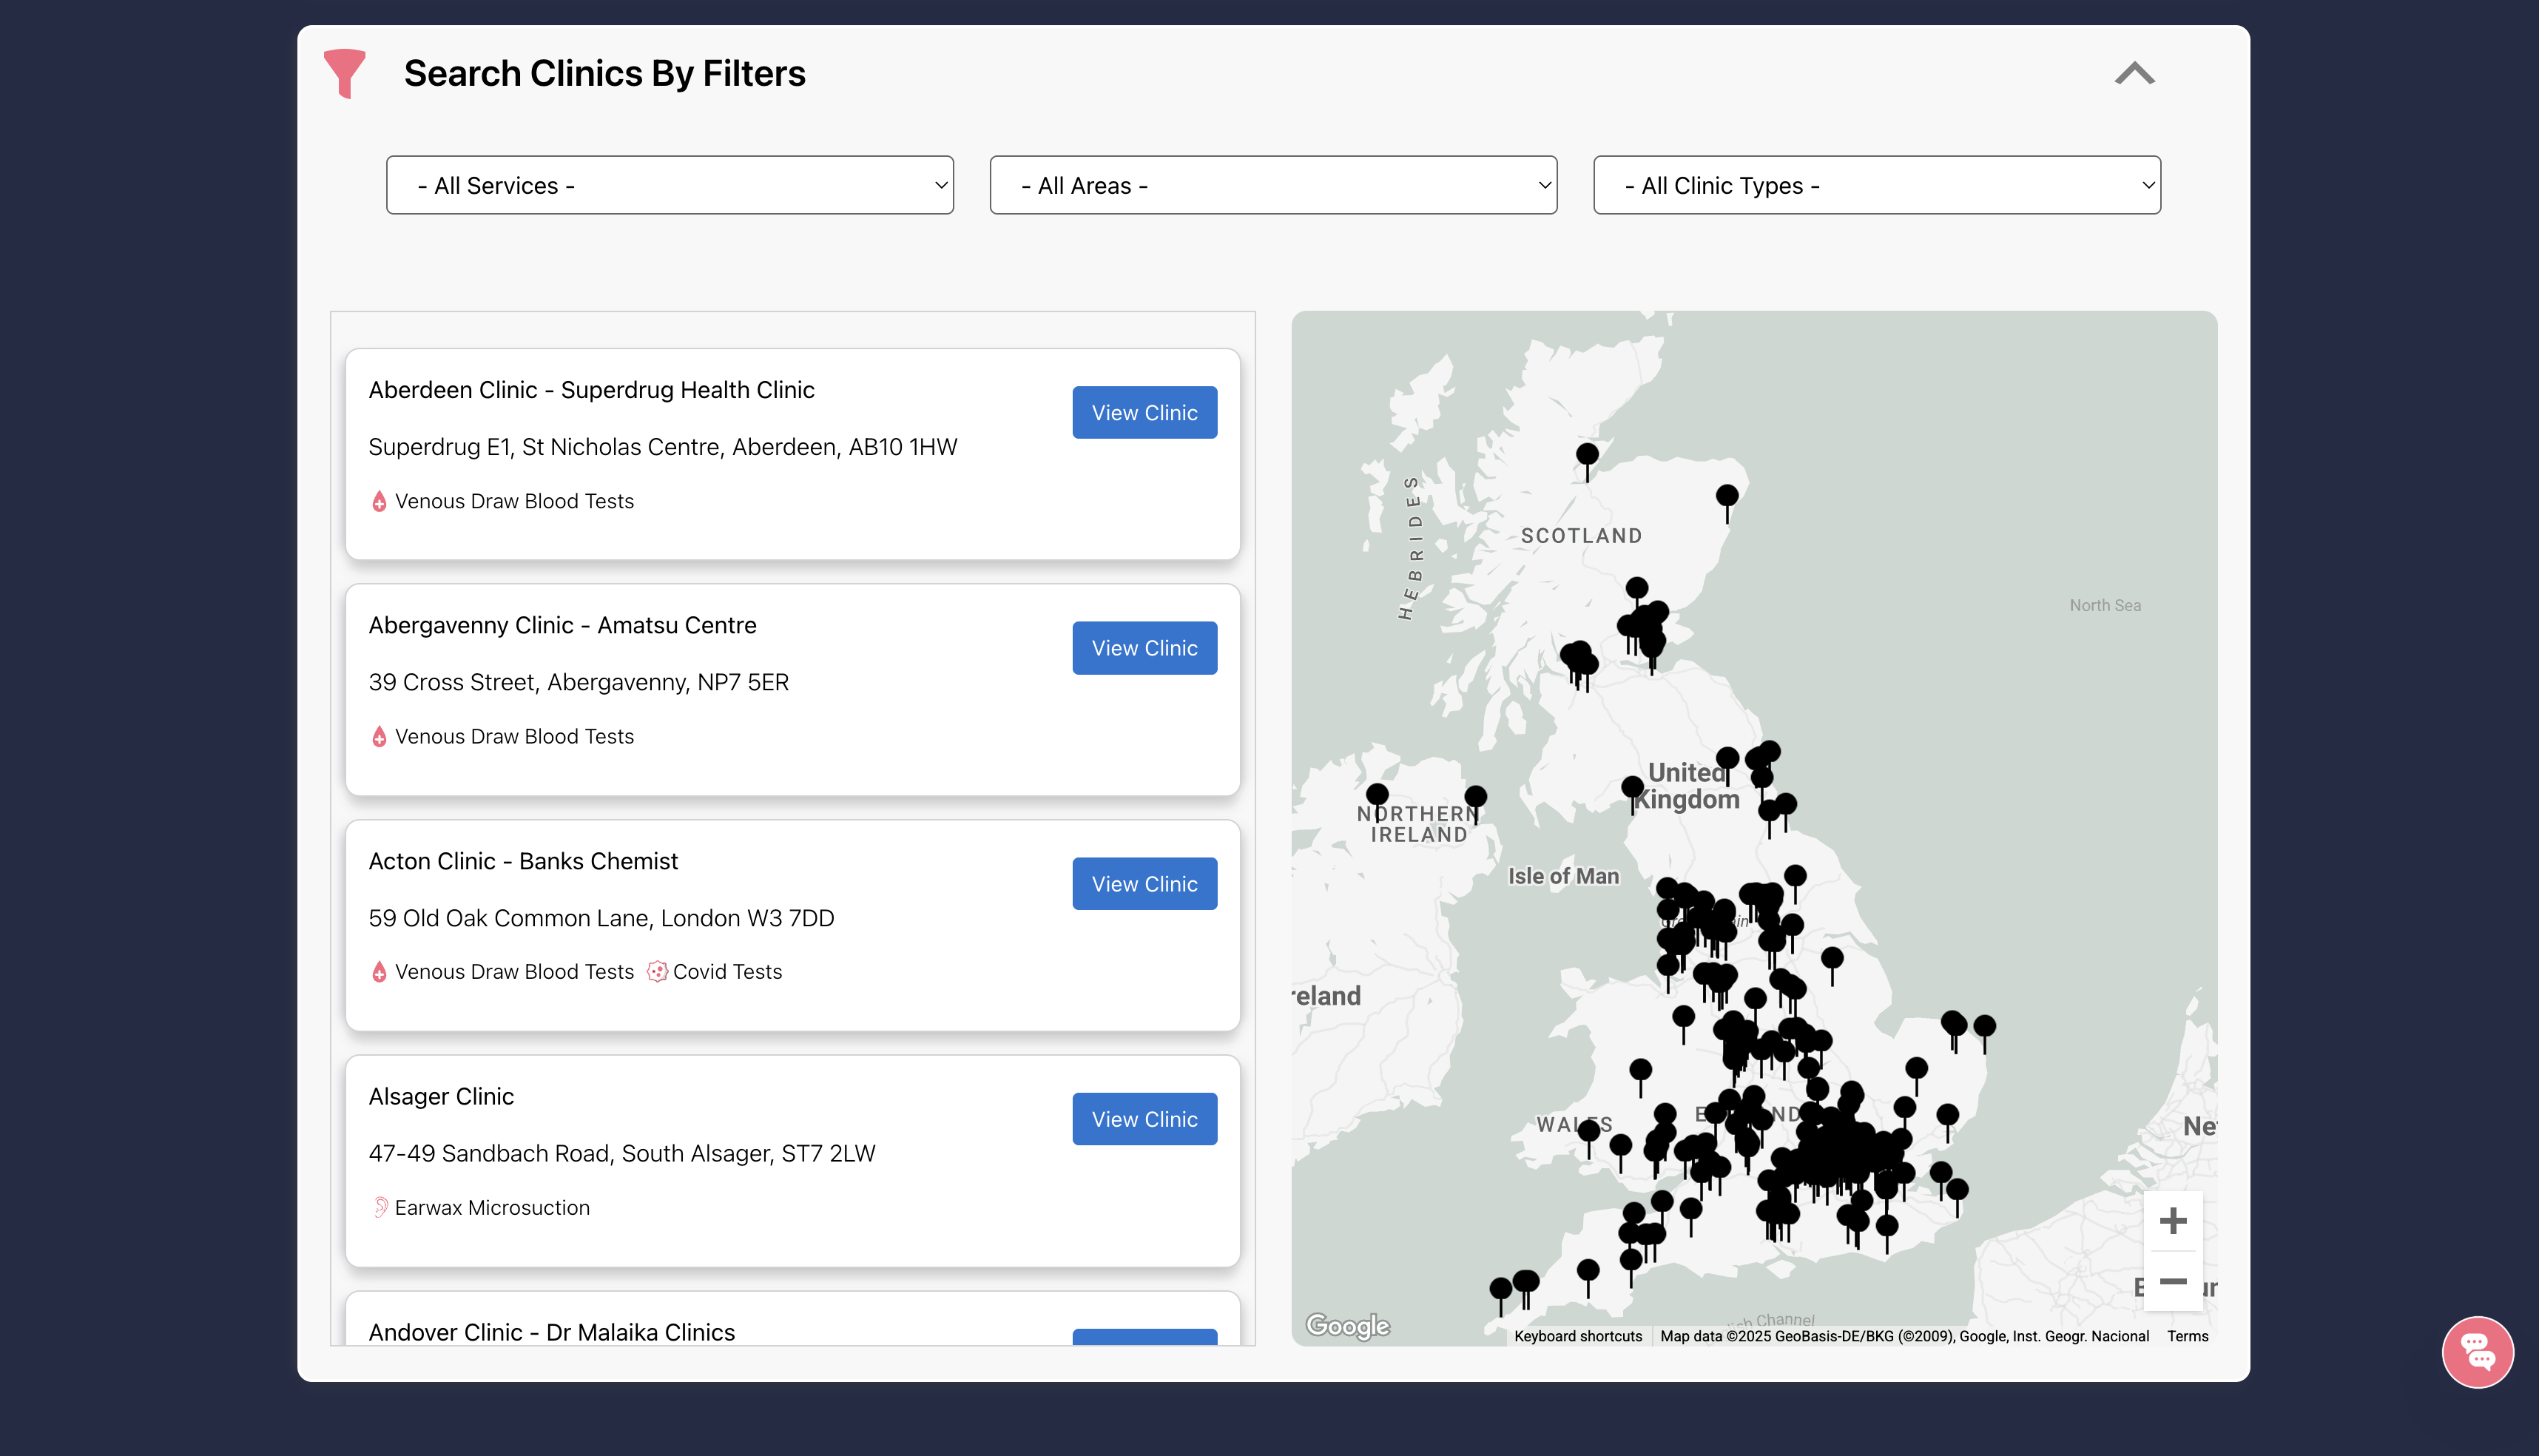 Search Clinics By Filters
- All Services -
- All Areas -
- All Clinic Types -
Aberdeen Clinic - Superdrug Health Clinic
View Clinic
Superdrug E1, St Nicholas Centre, Aberdeen, AB10 1HW
Venous Draw Blood Tests
Abergavenny Clinic - Amatsu Centre
View Clinic
39 Cross Street, Abergavenny, NP7 5ER
Venous Draw Blood Tests
Acton Clinic - Banks Chemist
View Clinic
59 Old Oak Common Lane, London W3 7DD
Venous Draw Blood Tests Covid Tests
Alsager Clinic
View Clinic
47-49 Sandbach Road, South Alsager, ST7 2LW
Earwax Microsuction
Andover Clinic - Dr Malaika Clinics
HEBRIDES
SCOTLAND
North Sea
United
Kingdom
NORTHERN
IRELAND
Isle of Man
reland
WALES
Google
Keyboard shortcuts
Map data ©2025 GeoBasis-DE/BKG (©2009), Google, Inst. Geogr. Nacional
Terms